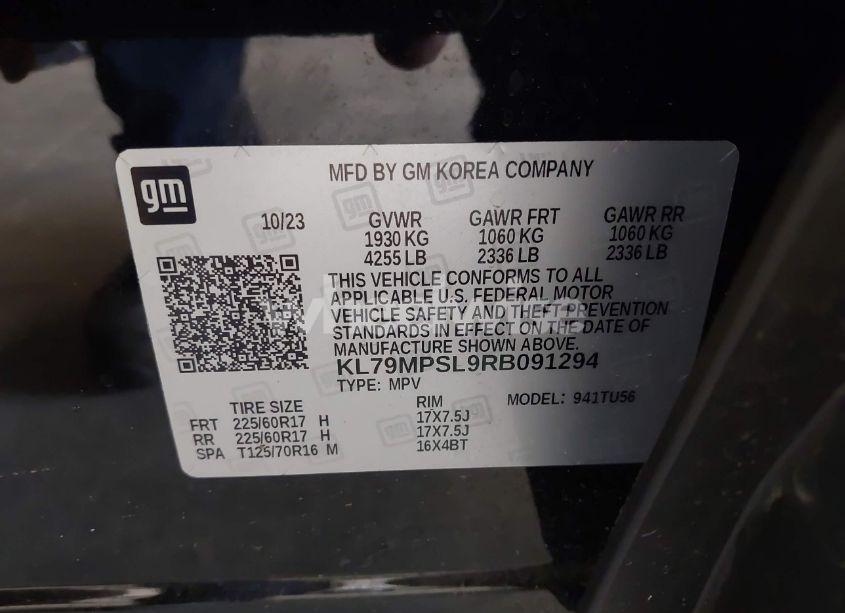 gm
MFD BY GM KOREA COMPANY
10/23 GVWR GAWR FRT GAWR RR
1930 KG 1060 KG 1060 KG
4255 LB 2336 LB 2336 LB
THIS VEHICLE CONFORMS TO ALL
APPLICABLE U.S. FEDERAL MOTOR
VEHICLE SAFETY AND THEFT PREVENTION
STANDARDS IN EFFECT ON THE DATE OF
MANUFACTURE SHOWN ABOVE.
KL79MPSL9RB091294
TYPE: MPV
TIRE SIZE RIM MODEL: 941TU56
FRT 225/60R17 H 17X7.5J
RR 225/60R17 H 17X7.5J
SPA T125/70R16 M 16X4BT